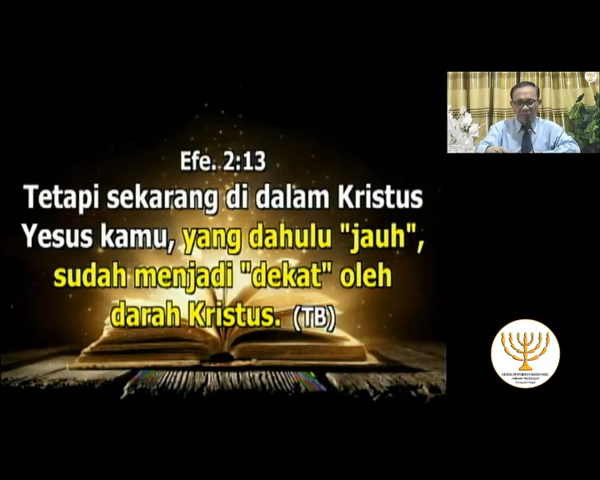 Efe. 2:13
Tetapi sekarang di dalam Kristus
Yesus kamu, yang dahulu "jauh",
sudah menjadi "dekat" oleh
darah Kristus. (TB)